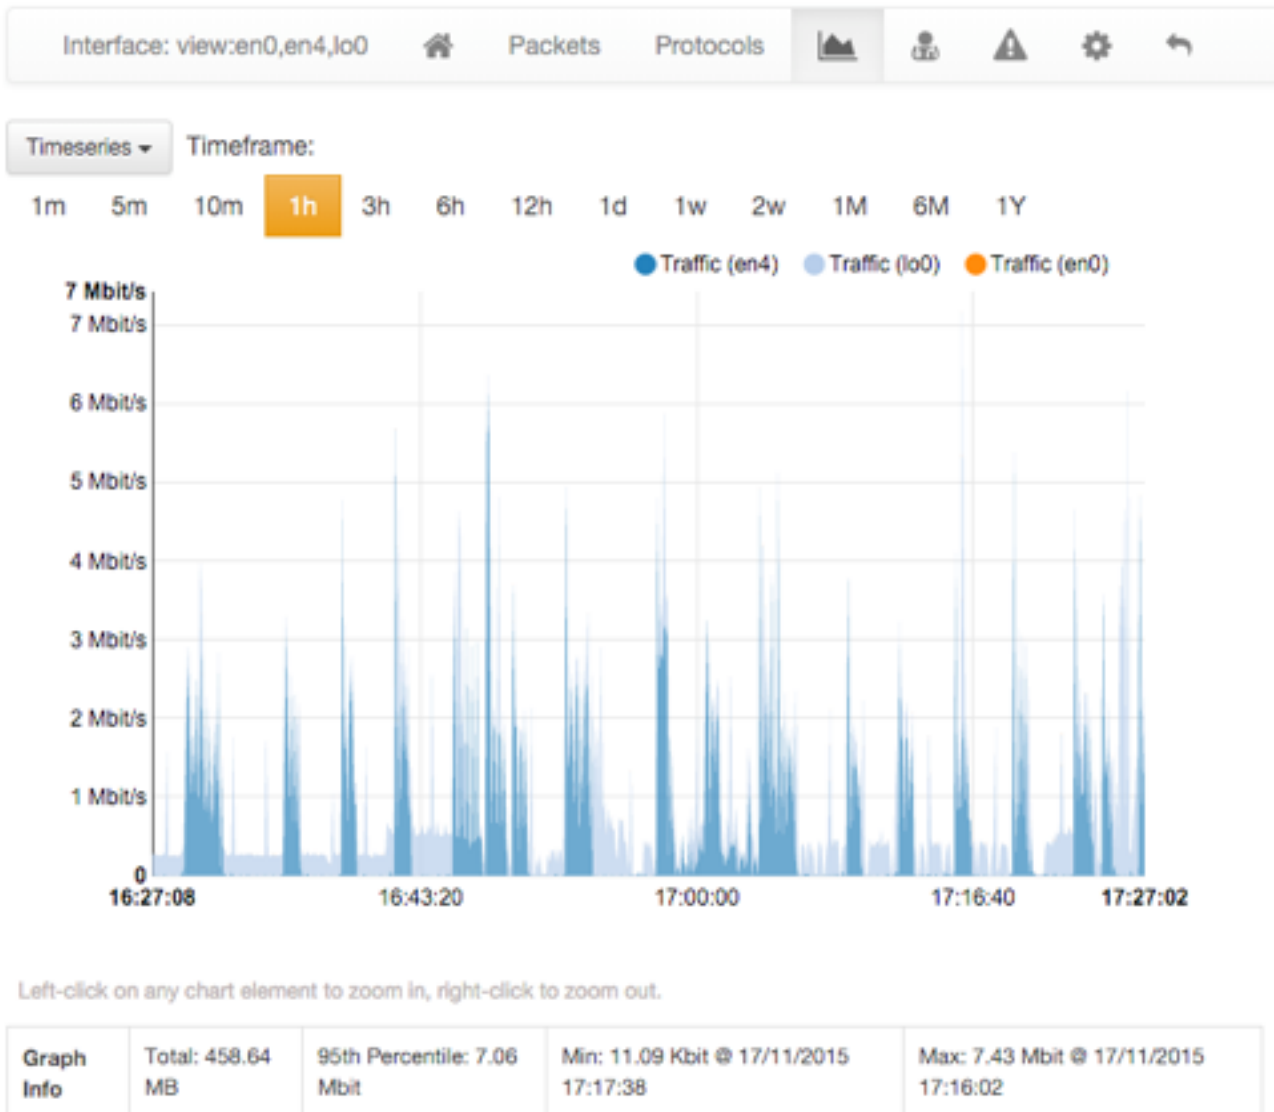 Interface: view:en0,en4,lo0 Packets Protocols
Timeseries Timeframe:
1m 5m 10m 1h 3h 6h 12h 1d 1w 2w 1M 6M 1Y
Traffic (en4) Traffic (lo0) Traffic (en0)
7 Mbit/s
7 Mbit/s
6 Mbit/s
5 Mbit/s
4 Mbit/s
3 Mbit/s
2 Mbit/s
1 Mbit/s
0
16:27:08 16:43:20 17:00:00 17:16:40 17:27:02
Left-click on any chart element to zoom in, right-click to zoom out.
Graph Total: 458.64 95th Percentile: 7.06 Min: 11.09 Kbit @ 17/11/2015 Max: 7.43 Mbit @ 17/11/2015
Info MB Mbit 17:17:38 17:16:02